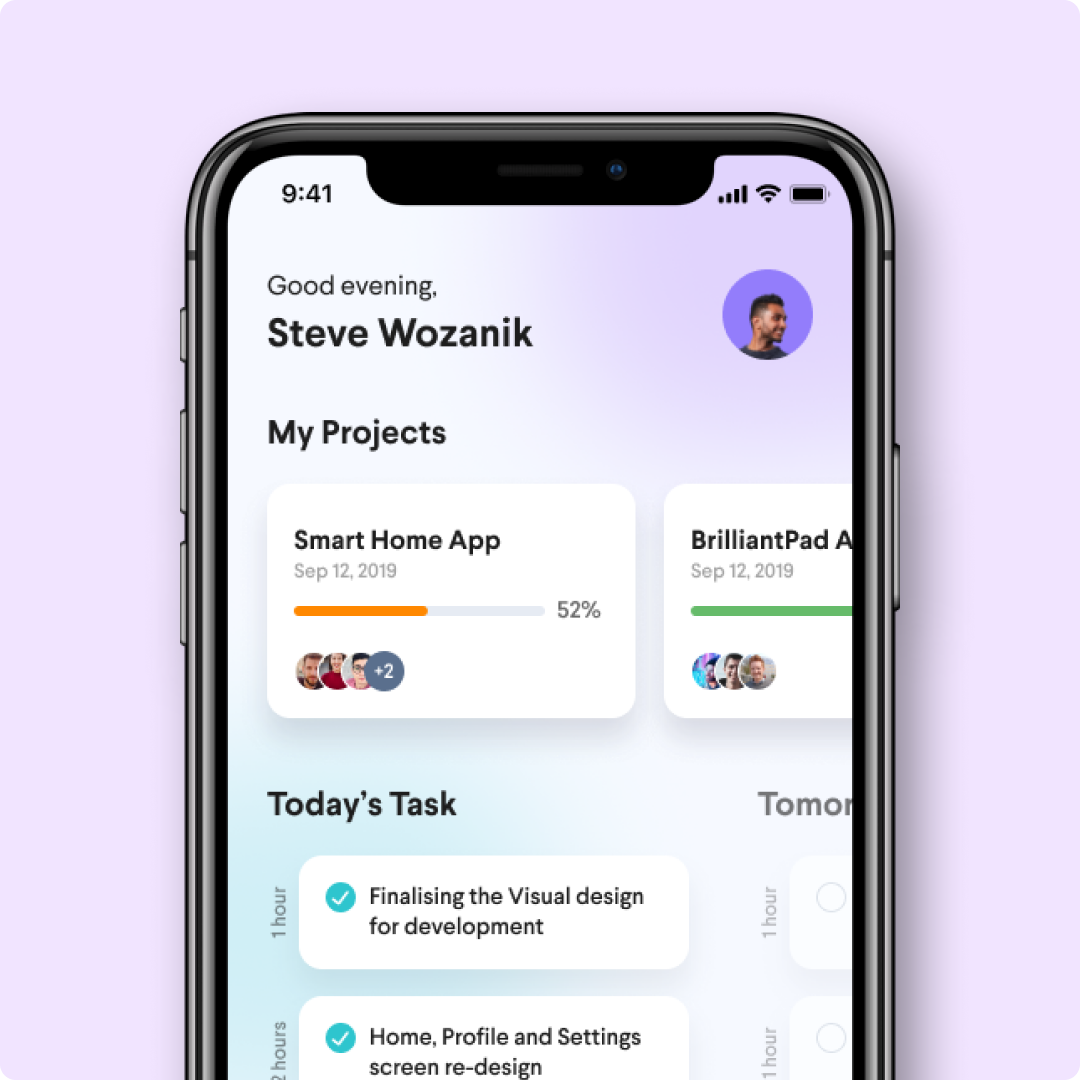 9:41
Good evening,
Steve Wozanik
My Projects
Smart Home App
Sep 12, 2019
52%
+2
BrilliantPad A
Sep 12, 2019
Today’s Task
Tomor
1 hour
Finalising the Visual design
for development
1 hour
2 hours
Home, Profile and Settings
screen re-design
1 hour